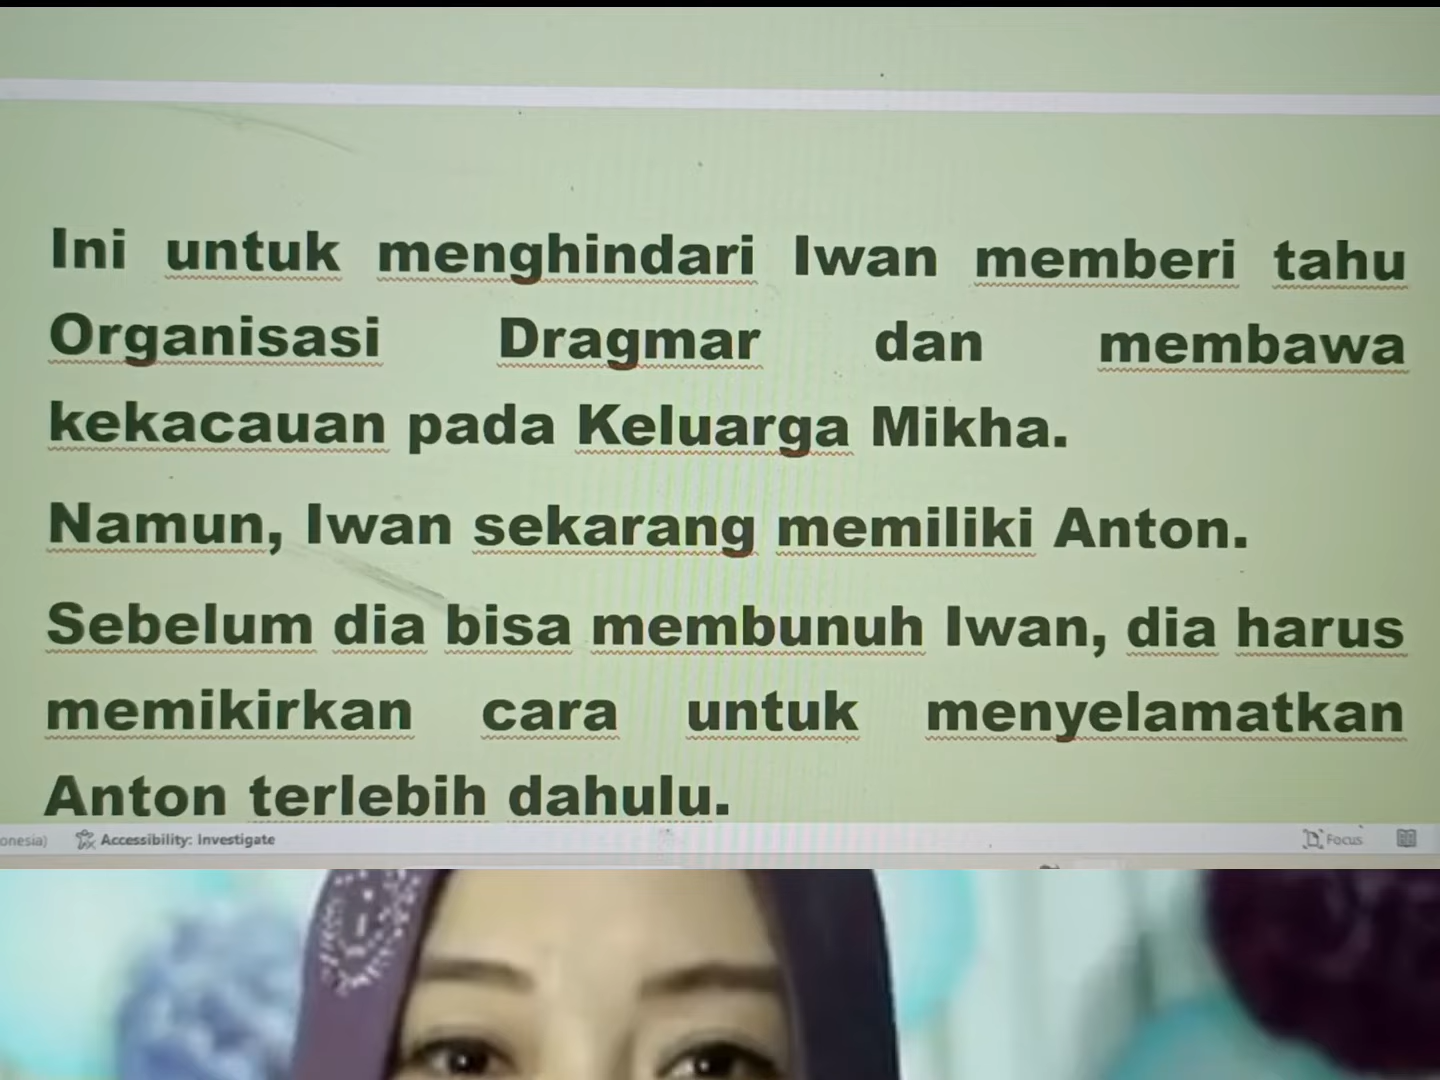 Ini untuk menghindari Iwan memberi tahu
Organisasi Dragmar dan membawa
kekacauan pada Keluarga Mikha.
Namun, Iwan sekarang memiliki Anton.
Sebelum dia bisa membunuh Iwan, dia harus
memikirkan cara untuk menyelamatkan
Anton terlebih dahulu.
onesia) Accessibility: Investigate Focus